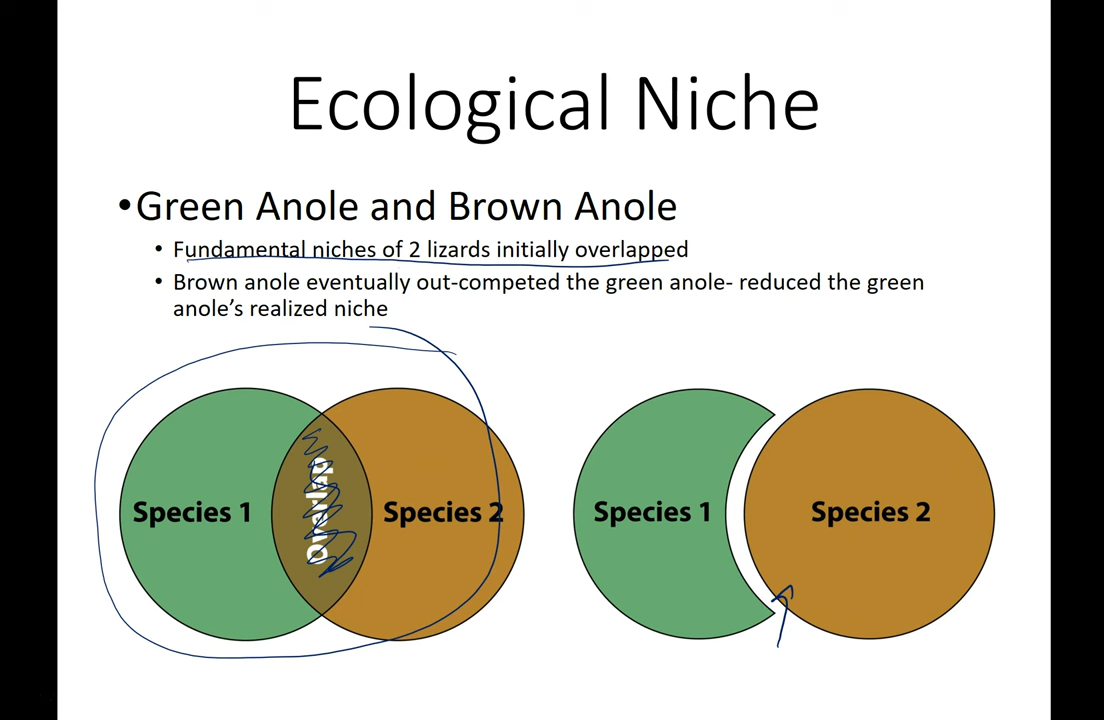 Ecological Niche
•Green Anole and Brown Anole
• Fundamental niches of 2 lizards initially overlapped
• Brown anole eventually out-competed the green anole- reduced the green
anole's realized niche
Species 1
overlap
Species 2
Species 1
Species 2